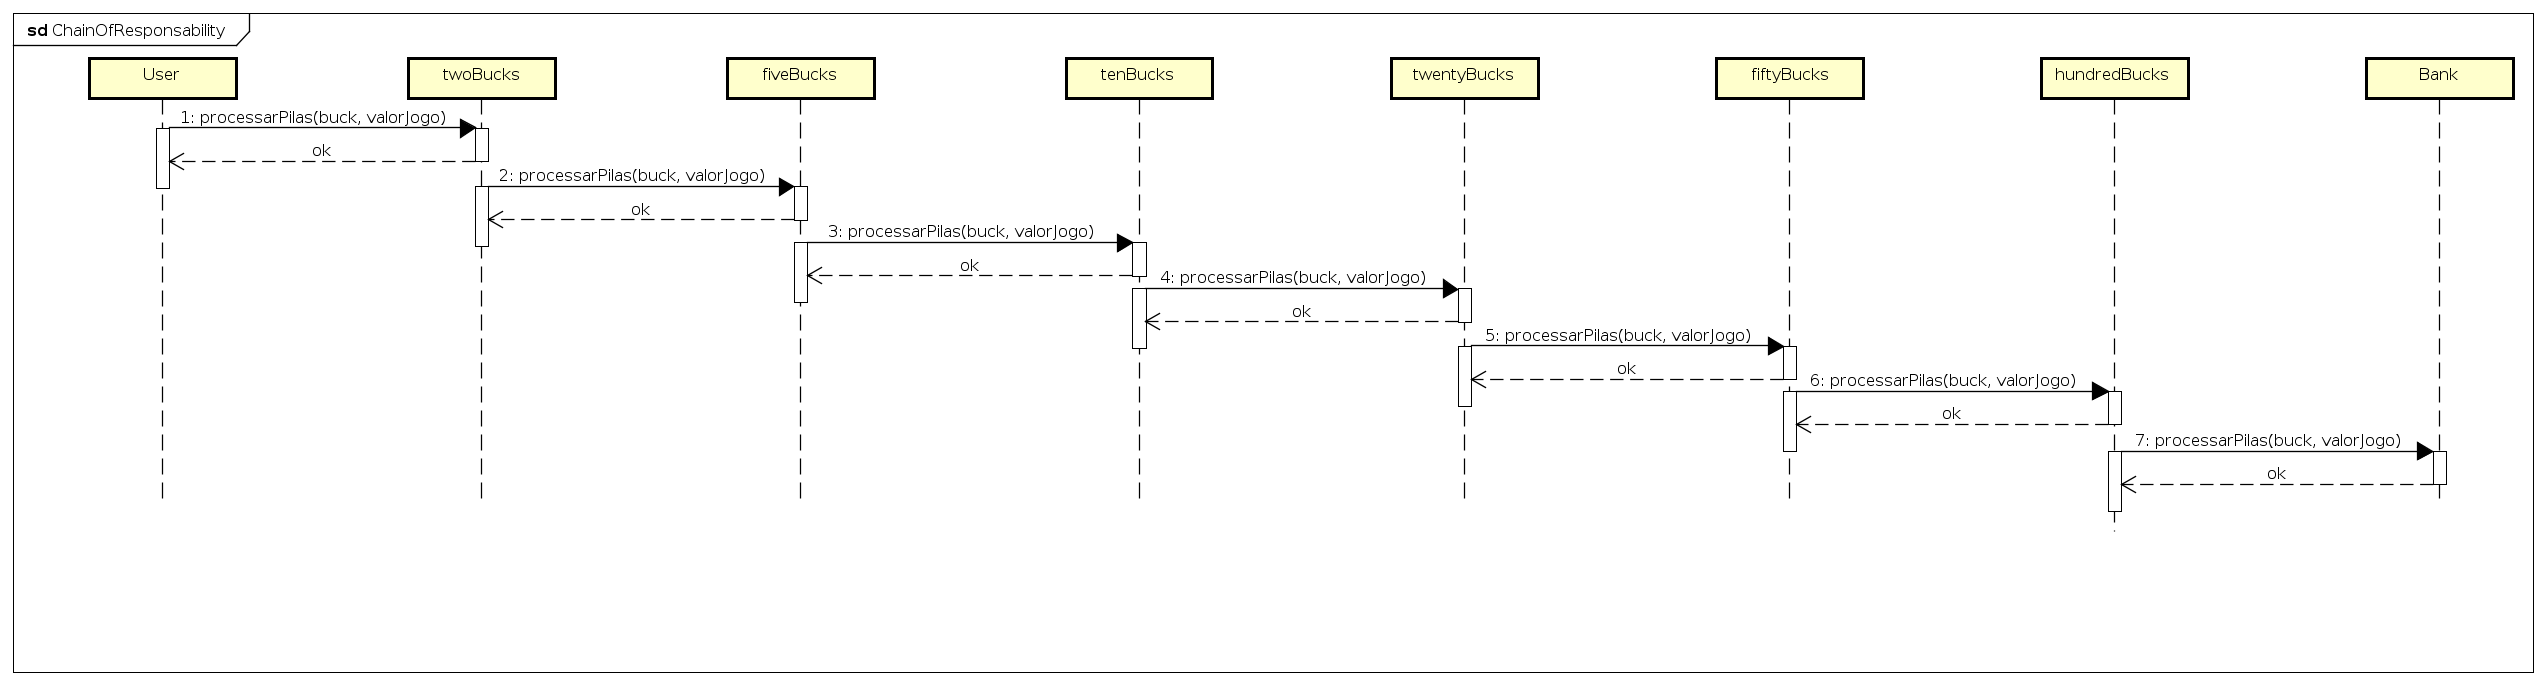 sd ChainOfResponsability
User
twoBucks
fiveBucks
tenBucks
twentyBucks
fiftyBucks
hundredBucks
Bank
1: processarPilas(buck, valorJogo)
ok
2: processarPilas(buck, valorJogo)
ok
3: processarPilas(buck, valorJogo)
ok
4: processarPilas(buck, valorJogo)
ok
5: processarPilas(buck, valorJogo)
ok
6: processarPilas(buck, valorJogo)
ok
7: processarPilas(buck, valorJogo)
ok